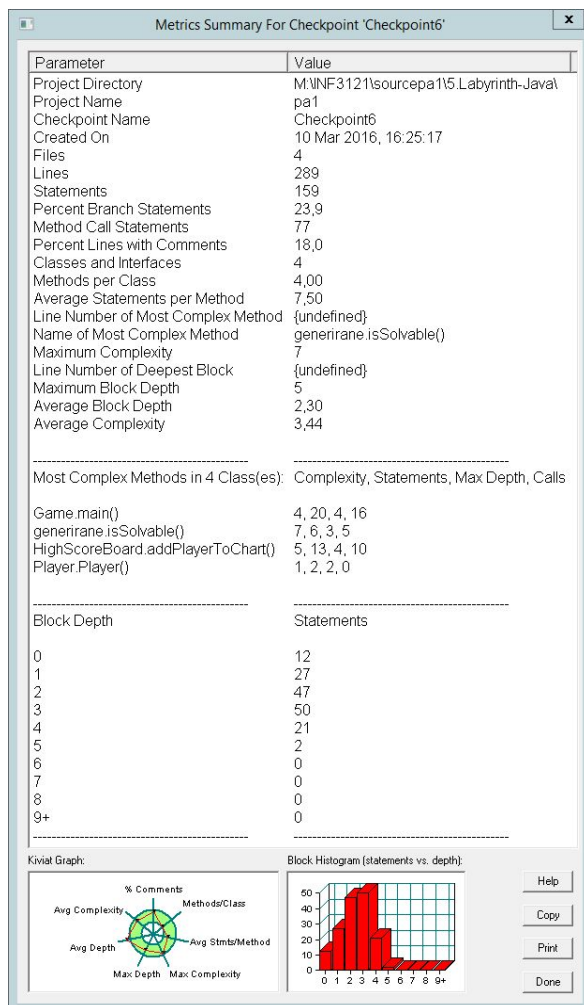 Metrics Summary For Checkpoint 'Checkpoint6'
x
Parameter Value
Project Directory M:\INF3121\sourcepa1\5.Labyrinth-Java\
Project Name pa1
Checkpoint Name Checkpoint6
Created On 10 Mar 2016, 16:25:17
Files 4
Lines 289
Statements 159
Percent Branch Statements 23,9
Method Call Statements 77
Percent Lines with Comments 18,0
Classes and Interfaces 4
Methods per Class 4,00
Average Statements per Method 7,50
Line Number of Most Complex Method {undefined}
Name of Most Complex Method generirane.isSolvable()
Maximum Complexity 7
Line Number of Deepest Block {undefined}
Maximum Block Depth 5
Average Block Depth 2,30
Average Complexity 3,44
Most Complex Methods in 4 Class(es): Complexity, Statements, Max Depth, Calls
Game.main() 4, 20, 4, 16
generirane.isSolvable() 7, 6, 3, 5
HighScoreBoard.addPlayerToChart() 5, 13, 4, 10
Player.Player() 1, 2, 2, 0
Block Depth Statements
0 12
1 27
2 47
3 50
4 21
5 2
6 0
7 0
8 0
9+ 0
Kiviat Graph:
% Comments
Methods/Class
Avg Complexity
Avg Stmts/Method
Avg Depth
Max Depth Max Complexity
Block Histogram (statements vs. depth):
50
40
30
20
10
0
0 1 2 3 4 5 6 7 8 9+
Help
Copy
Print
Done